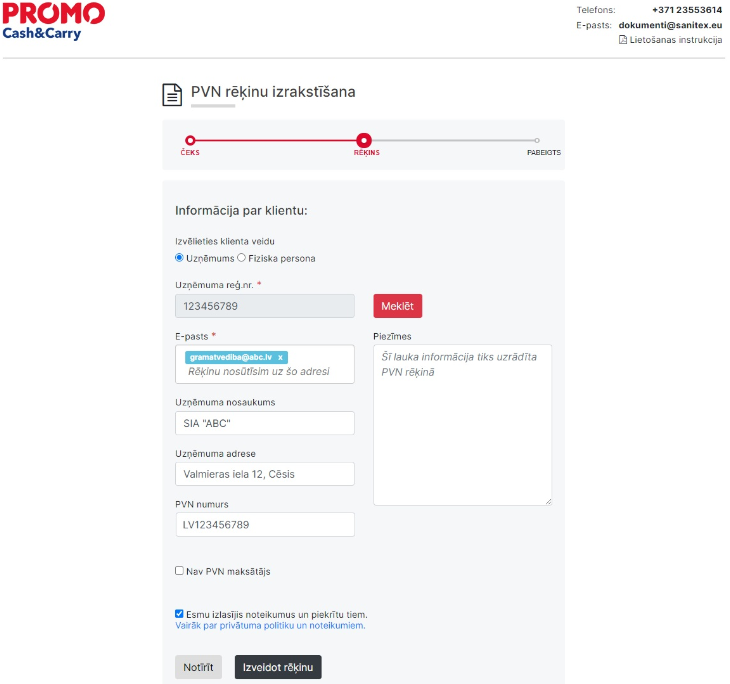 PROMO
Cash&Carry
Telefons: +371 23553614
E-pasts: dokumenti@sanitex.eu
Lietošanas instrukcija
PVN rēķinu izrakstīšana
ČEKS RĒĶINS PABEIGTS
Informācija par klientu:
Izvēlieties klienta veidu
Uzņēmums Fiziska persona
Uzņēmuma reģ.nr. *
123456789 Meklēt
E-pasts * Piezīmes
gramatvediba@abc.lv x
Rēķinu nosūtīsim uz šo adresi
Šī lauka informācija tiks uzrādīta
PVN rēķinā
Uzņēmuma nosaukums
SIA "ABC"
Uzņēmuma adrese
Valmieras iela 12, Cēsis
PVN numurs
LV123456789
Nav PVN maksātājs
Esmu izlasījis noteikumus un piekrītu tiem.
Vairāk par privātuma politiku un noteikumiem.
Notīrīt Izveidot rēķinu